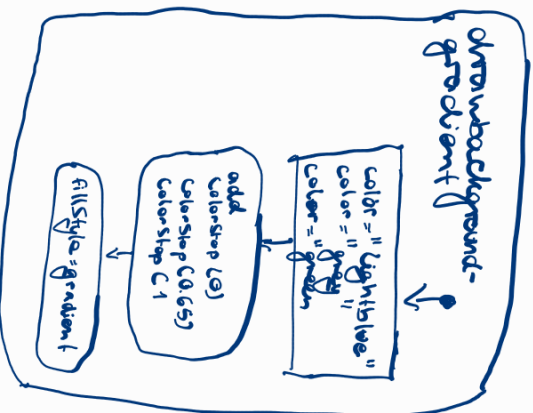 drawbackground-
gradient
color="lightblue"
color="grey"
color="green
add
colorstop(0)
colorstop(0.65)
colorstop(1
fillStyle=gradient